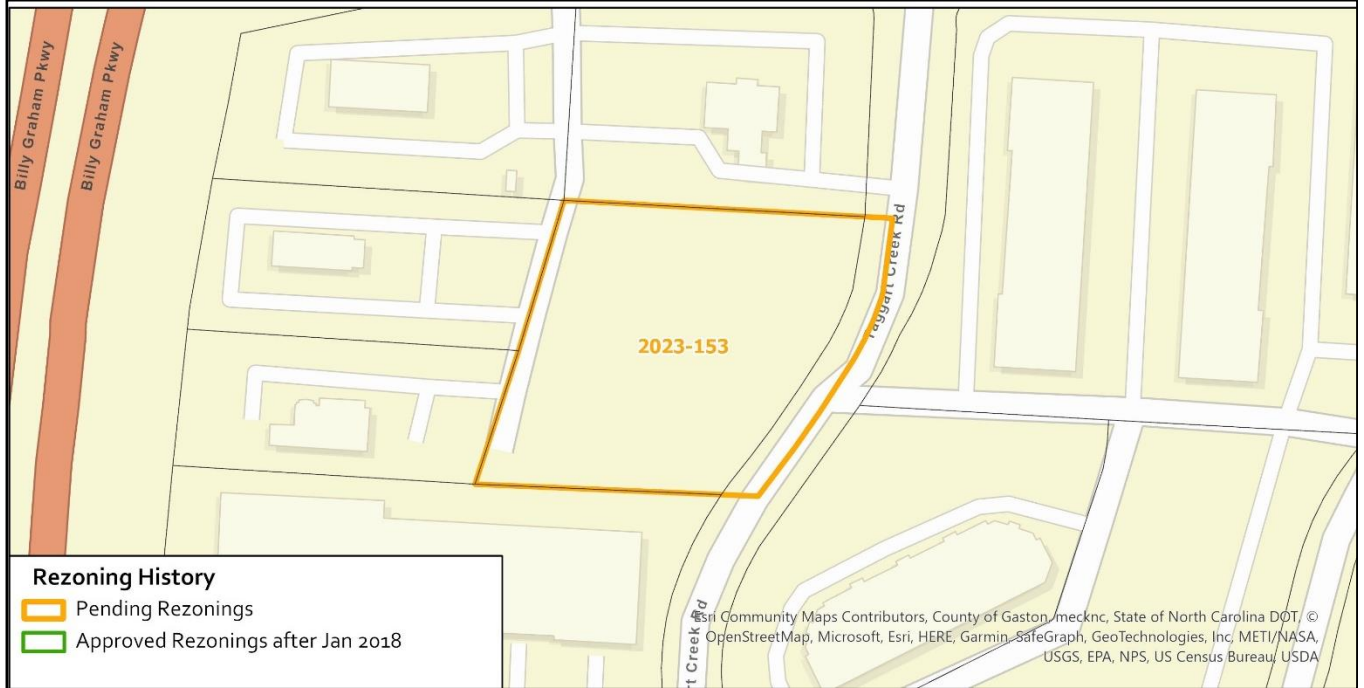 Billy Graham Pkwy
Billy Graham Pkwy
Taggart Creek Rd
2023-153
rt Creek Rd
Rezoning History
Pending Rezonings
Approved Rezonings after Jan 2018
Esri Community Maps Contributors, County of Gaston, mecknc, State of North Carolina DOT, ©
OpenStreetMap, Microsoft, Esri, HERE, Garmin, SafeGraph, GeoTechnologies, Inc, METI/NASA,
USGS, EPA, NPS, US Census Bureau, USDA